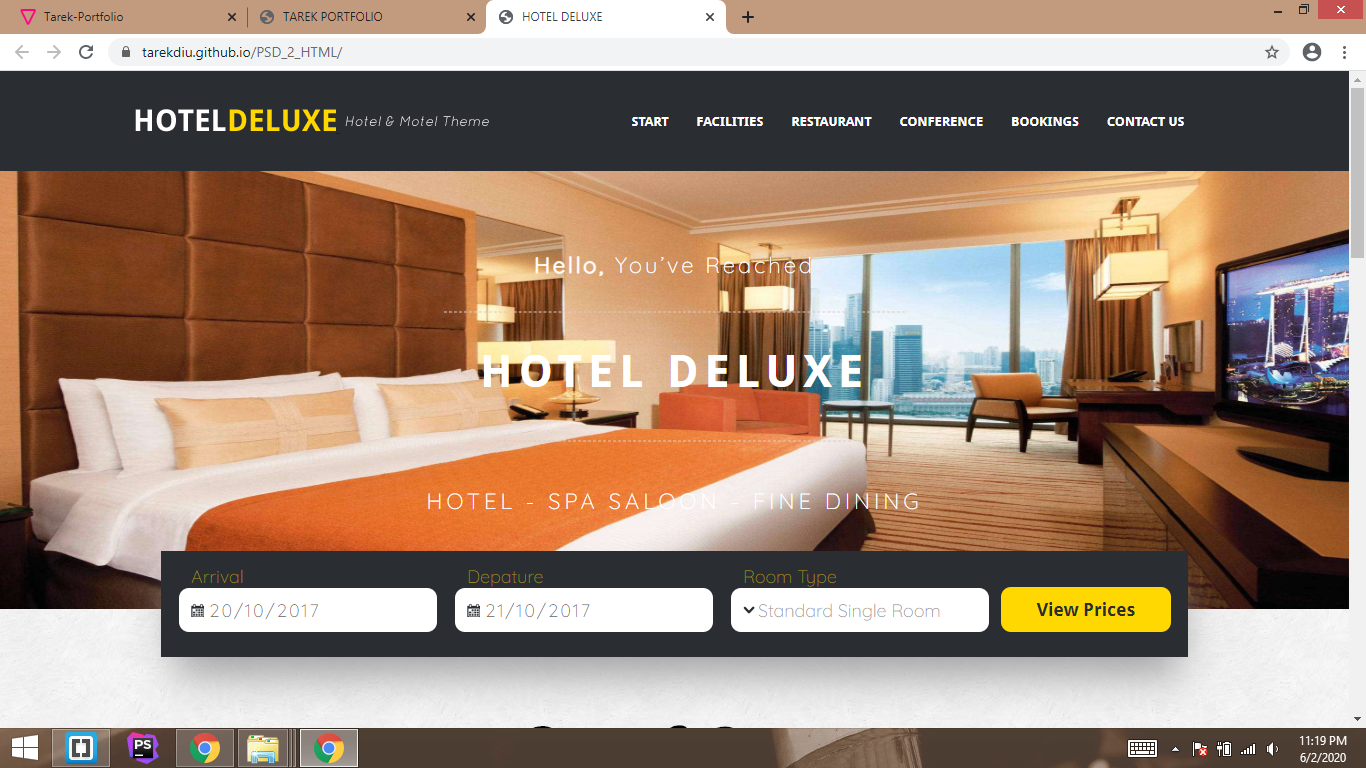 Tarek-Portfolio
TAREK PORTFOLIO
HOTEL DELUXE
tarekdiu.github.io/PSD_2_HTML/
HOTELDELUXE Hotel & Motel Theme
START FACILITIES RESTAURANT CONFERENCE BOOKINGS CONTACT US
Hello, You've Reached
HOTEL DELUXE
HOTEL - SPA SALOON - FINE DINING
Arrival Depature Room Type
20/10/2017 21/10/2017 Standard Single Room View Prices
PS
11:19 PM
6/2/2020